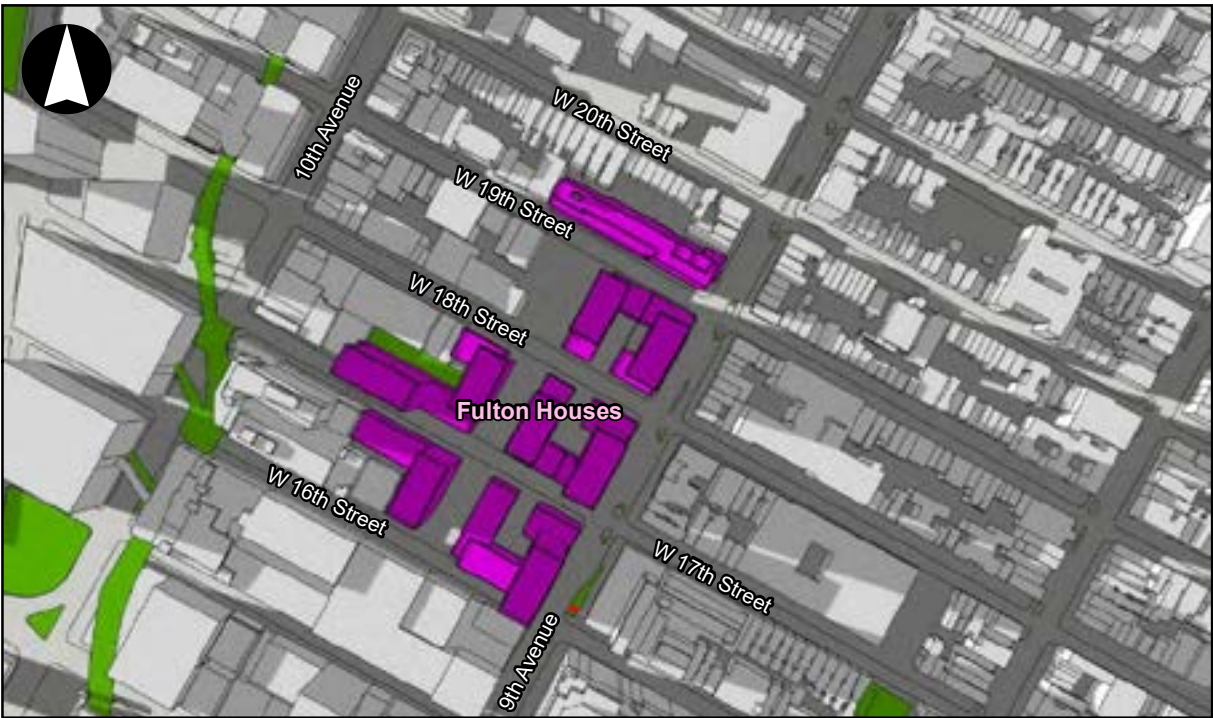 W 20th Street
10th Avenue
W 19th Street
W 18th Street
Fulton Houses
W 16th Street
W 17th Street
9th Avenue